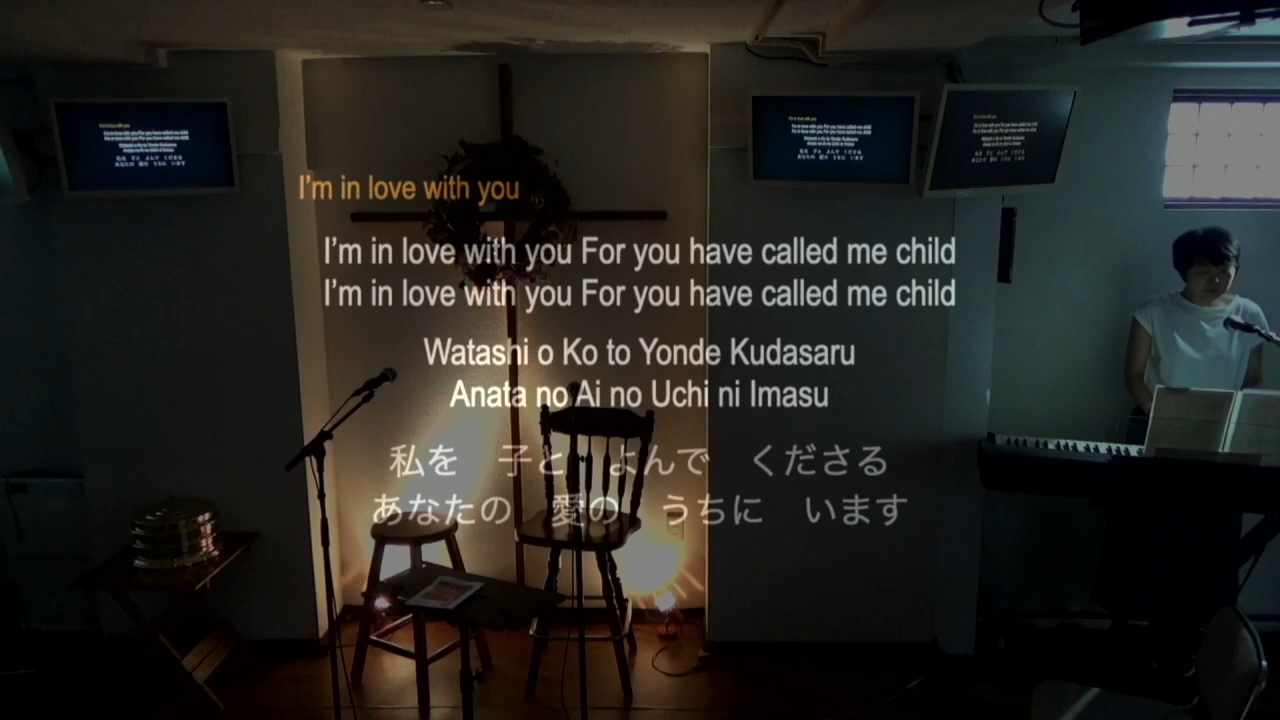 I'm in love with you
I'm in love with you For you have called me child
I'm in love with you For you have called me child
Watashi o Ko to Yonde Kudasaru
Anata no Ai no Uchi ni Imasu
私を 子と よんで くださる
あなたの 愛の うちに います